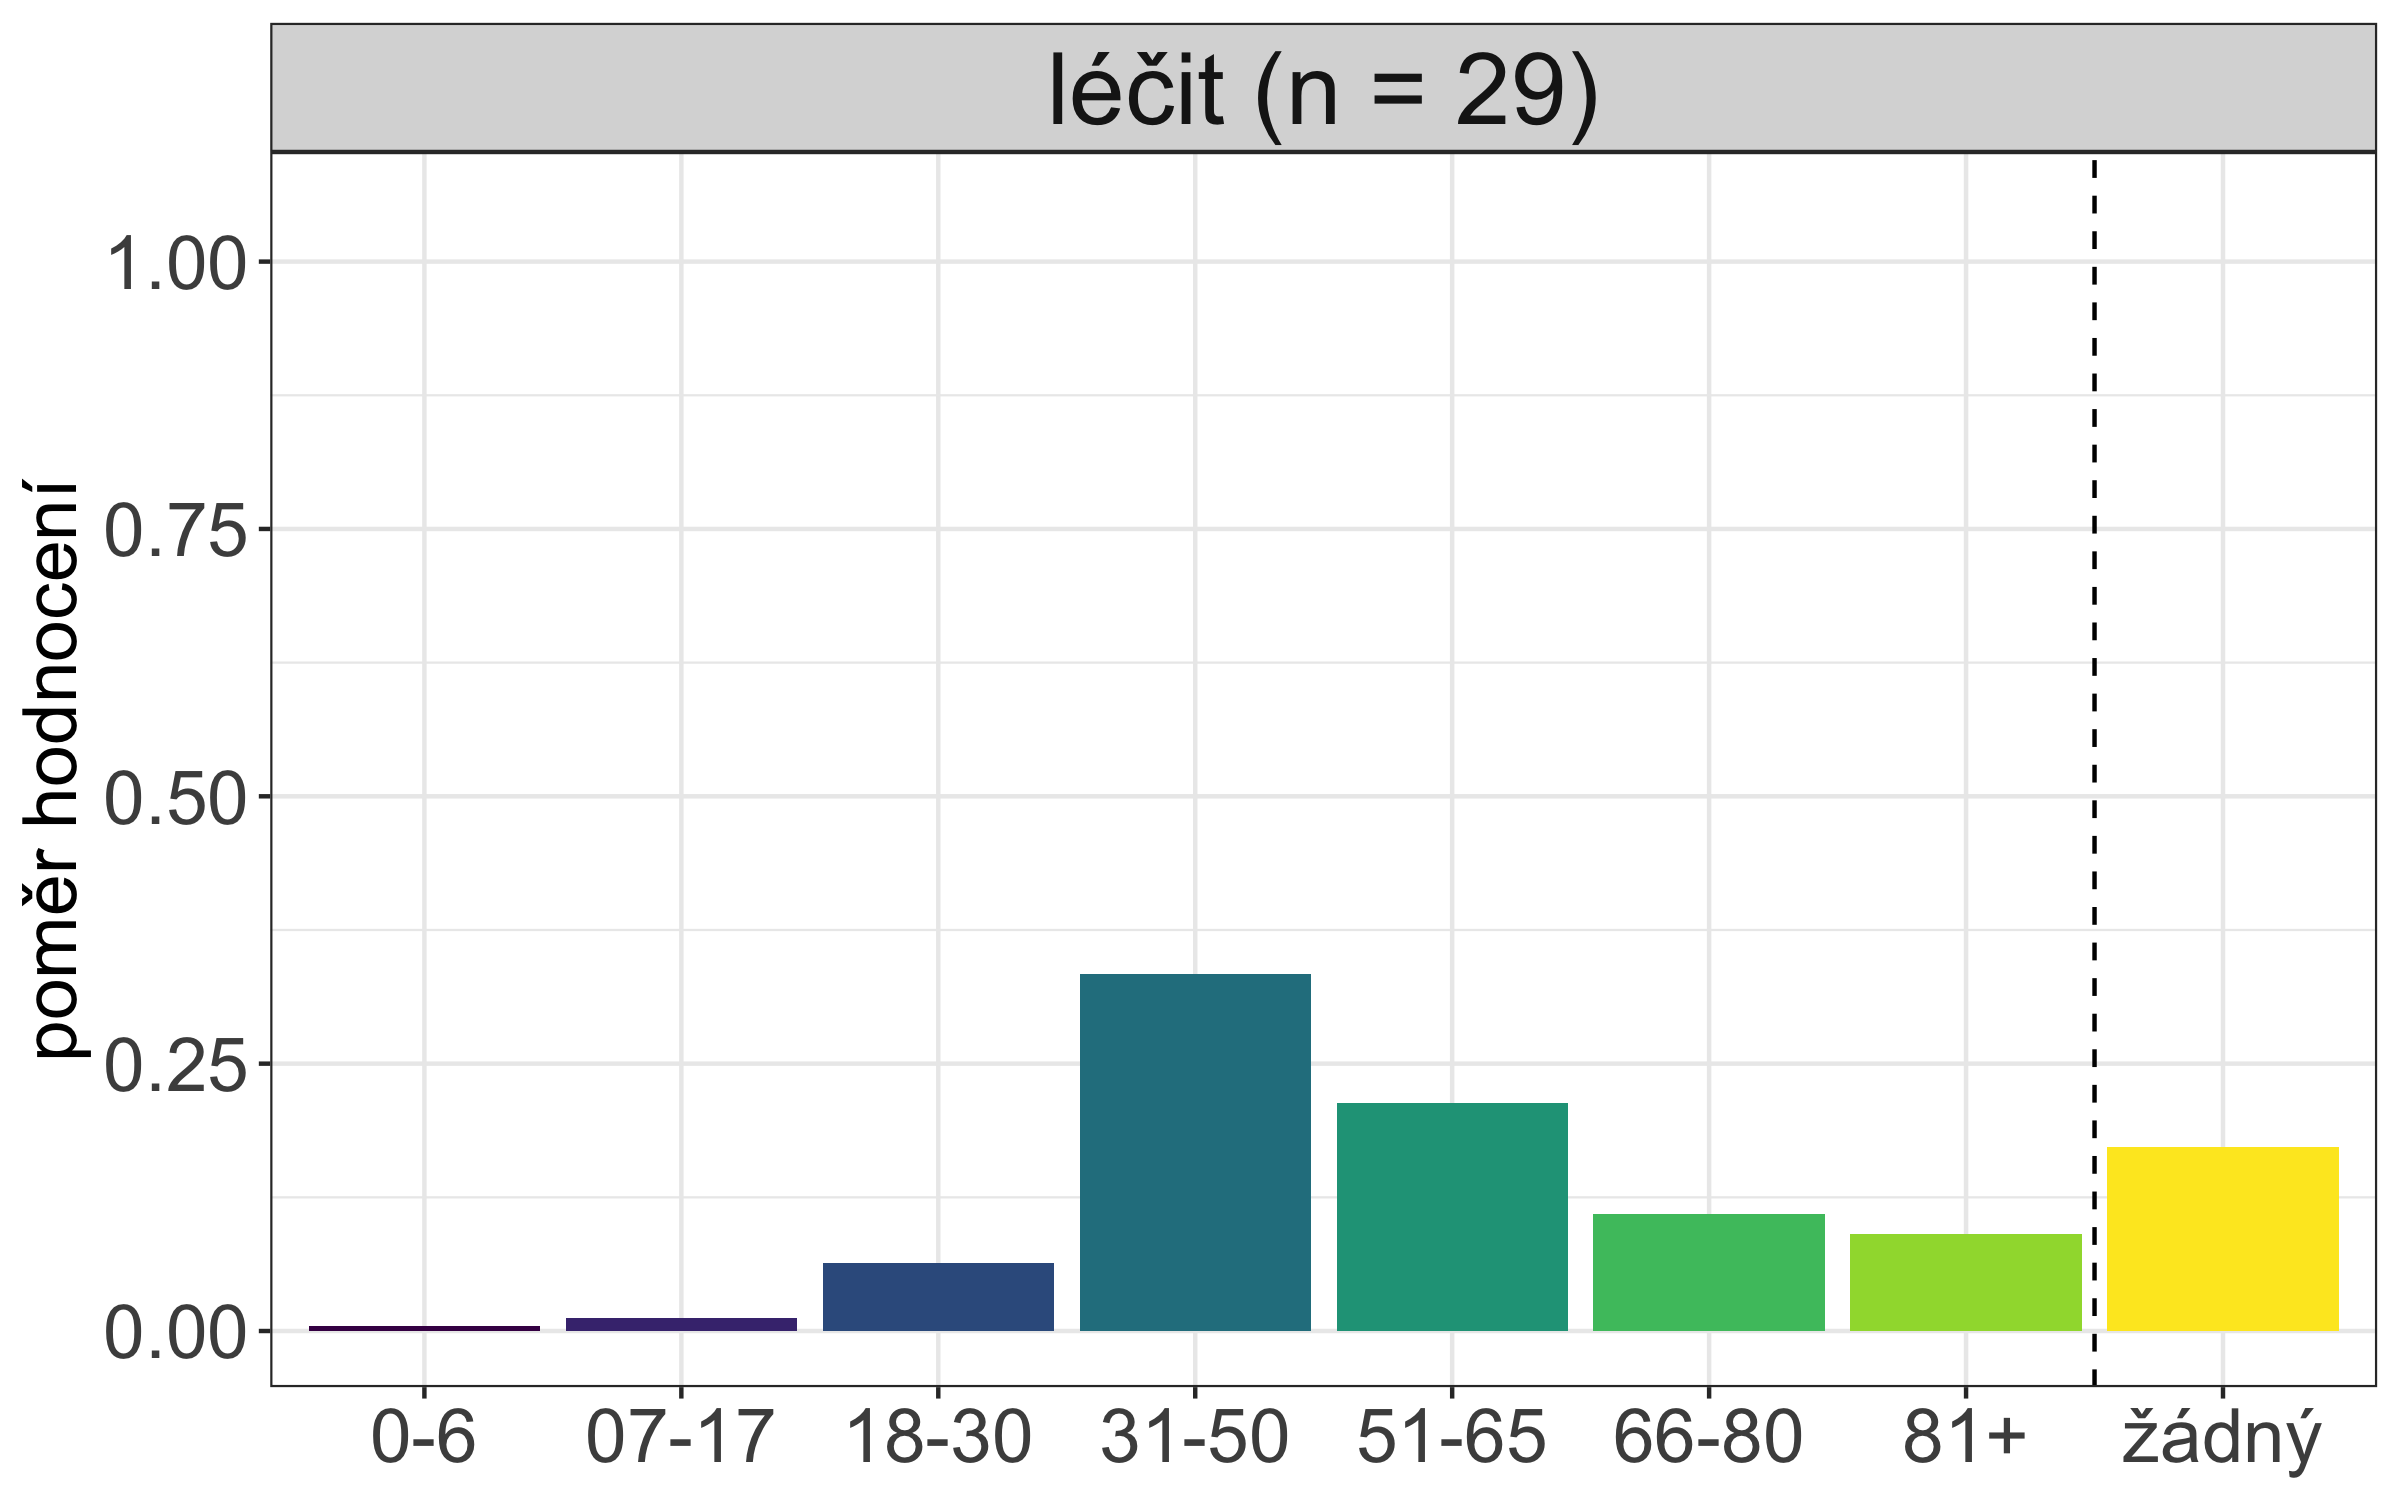 léčit (n = 29)
poměr hodnocení
1.00
0.75
0.50
0.25
0.00
0-6 07-17 18-30 31-50 51-65 66-80 81+ žádný